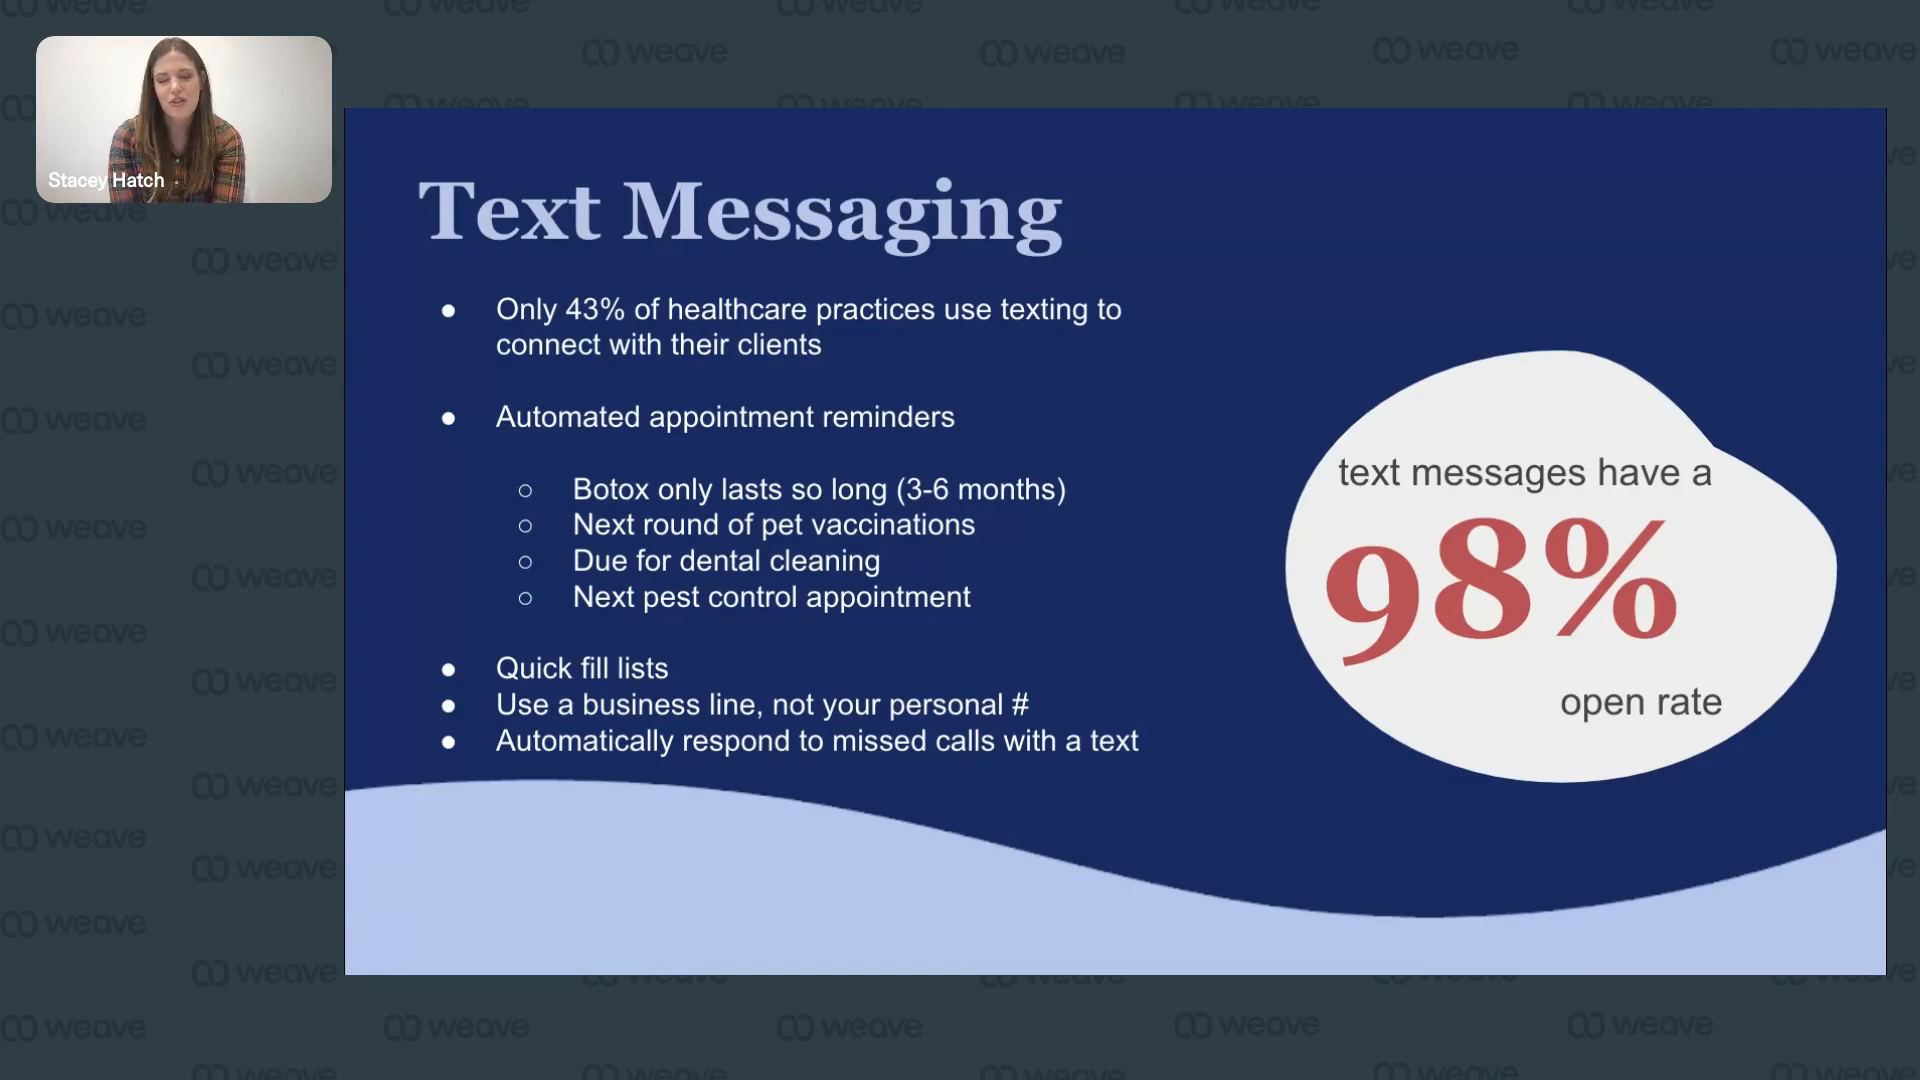 Stacey Hatch
Text Messaging
● Only 43% of healthcare practices use texting to
connect with their clients
● Automated appointment reminders
○ Botox only lasts so long (3-6 months)
○ Next round of pet vaccinations
○ Due for dental cleaning
○ Next pest control appointment
● Quick fill lists
● Use a business line, not your personal #
● Automatically respond to missed calls with a text
text messages have a
98%
open rate
weave